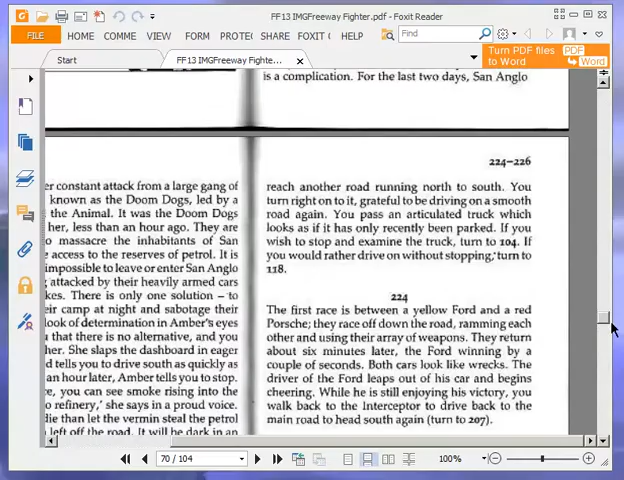 FF13 IMGFreeway Fighter.pdf - Foxit Reader
FILE HOME COMME VIEW FORM PROTE SHARE FOXIT C HELP Find
Start FF13 IMGFreeway Fighte...
Turn PDF files
to Word
PDF
Word
is a complication. For the last two days, San Anglo
er constant attack from a large gang of
known as the Doom Dogs, led by a
the Animal. It was the Doom Dogs
her, less than an hour ago. They are
o massacre the inhabitants of San
access to the reserves of petrol. It is
impossible to leave or enter San Anglo
attacked by their heavily armed cars
kes. There is only one solution – to
eir camp at night and sabotage their
look of determination in Amber's eyes
that there is no alternative, and you
her. She slaps the dashboard in eager
d tells you to drive south as quickly as
an hour later, Amber tells you to stop.
e, you can see smoke rising into the
o refinery,' she says in a proud voice.
die than let the vermin steal the petrol
left off the road. It will be dark in an
224–226
reach another road running north to south. You
turn right on to it, grateful to be driving on a smooth
road again. You pass an articulated truck which
looks as if it has only recently been parked. If you
wish to stop and examine the truck, turn to 104. If
you would rather drive on without stopping, turn to
118.
224
The first race is between a yellow Ford and a red
Porsche; they race off down the road, ramming each
other and using their array of weapons. They return
about six minutes later, the Ford winning by a
couple of seconds. Both cars look like wrecks. The
driver of the Ford leaps out of his car and begins
cheering. While he is still enjoying his victory, you
walk back to the Interceptor to drive back to the
main road to head south again (turn to 207).
70 / 104
100%